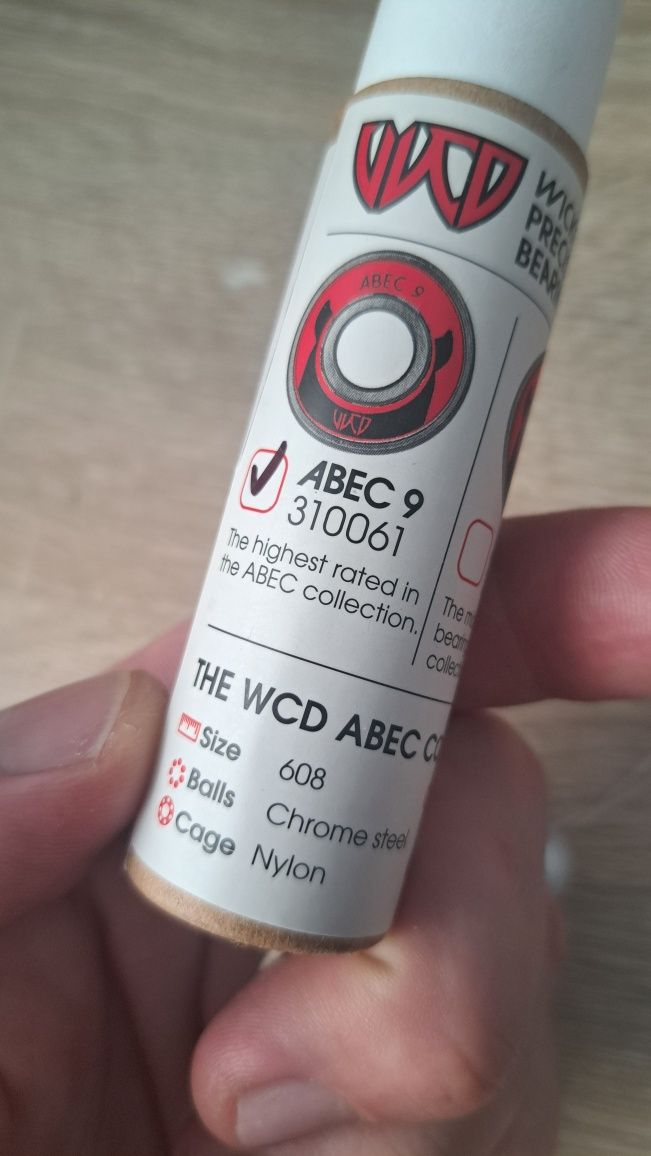 WCD
ABEC 9
WCD
ABEC 9
310061
The highest rated in
the ABEC collection.
The
THE WCD ABEC
Size 608
Balls Chrome steel
Cage Nylon